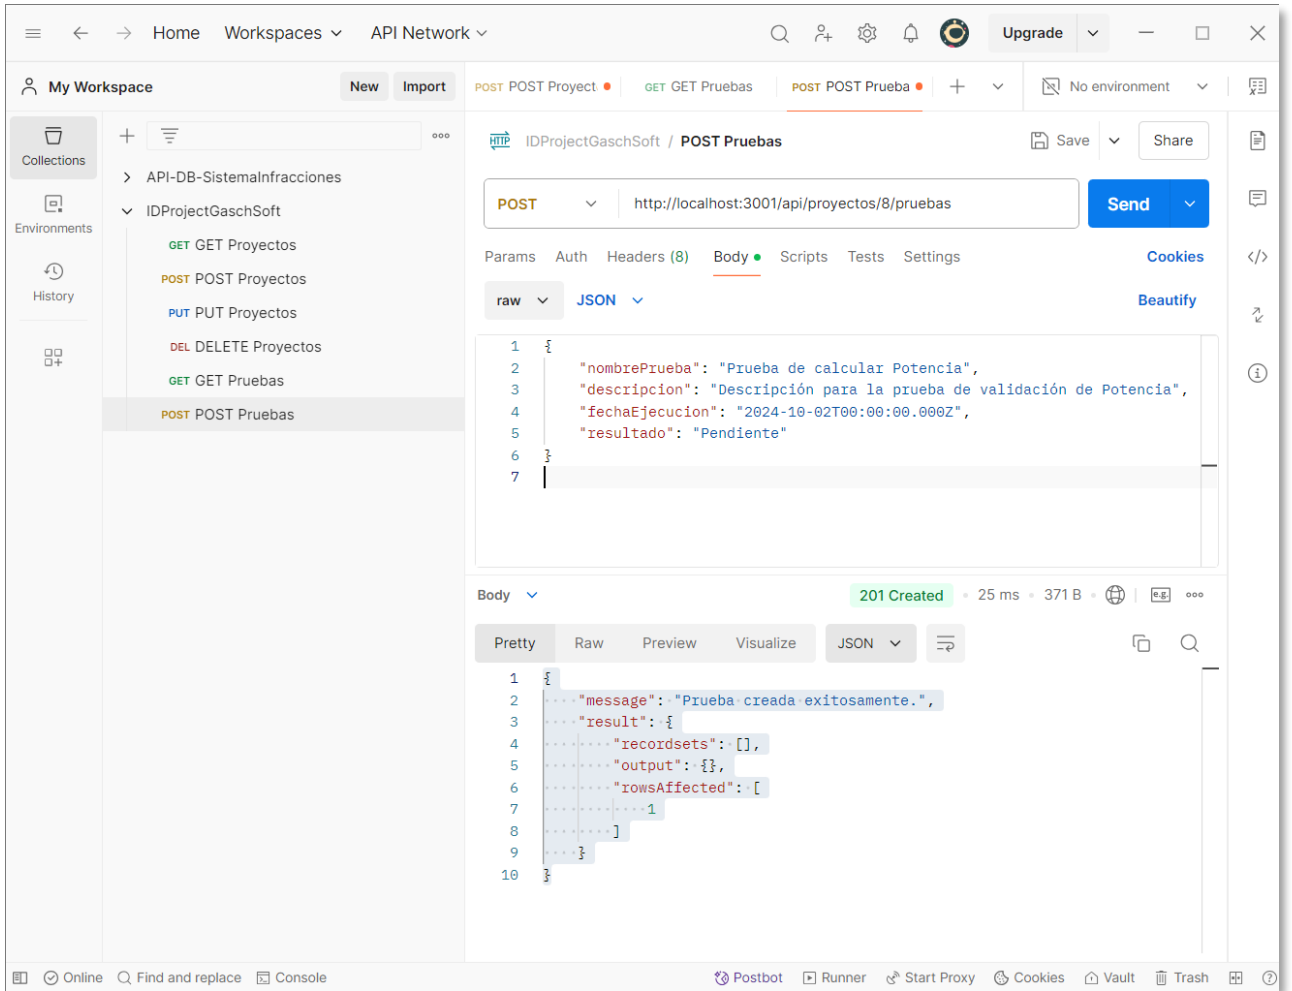 Home Workspaces API Network Upgrade
My Workspace New Import POST POST Proyect GET GET Pruebas POST POST Prueba No environment
Collections
Environments
History
API-DB-SistemaInfracciones
IDProjectGaschSoft
GET GET Proyectos
POST POST Proyectos
PUT PUT Proyectos
DEL DELETE Proyectos
GET GET Pruebas
POST POST Pruebas
HTTP IDProjectGaschSoft / POST Pruebas Save Share
POST http://localhost:3001/api/proyectos/8/pruebas Send
Params Auth Headers (8) Body Scripts Tests Settings Cookies
raw JSON Beautify
1 {
2 "nombrePrueba": "Prueba de calcular Potencia",
3 "descripcion": "Descripción para la prueba de validación de Potencia",
4 "fechaEjecucion": "2024-10-02T00:00:00.000Z",
5 "resultado": "Pendiente"
6 }
7
Body 201 Created 25 ms 371 B e.g.
Pretty Raw Preview Visualize JSON
1 {
2 "message": "Prueba creada exitosamente.",
3 "result": {
4 "recordsets": [],
5 "output": {},
6 "rowsAffected": [
7 1
8 ]
9 }
10 }
Online Find and replace Console Postbot Runner Start Proxy Cookies Vault Trash